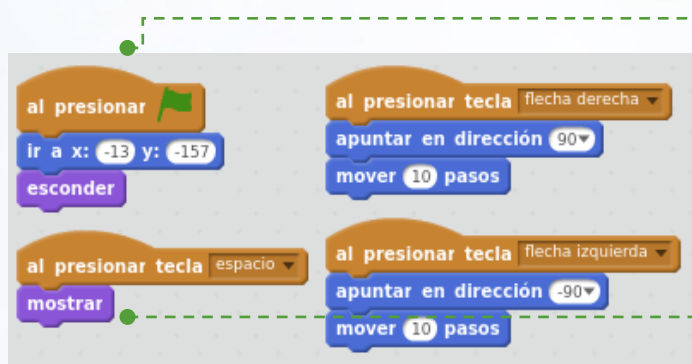 al presionar
ir a x: -13 y: -157
esconder
al presionar tecla espacio
mostrar
al presionar tecla flecha derecha
apuntar en dirección 90
mover 10 pasos
al presionar tecla flecha izquierda
apuntar en dirección -90
mover 10 pasos